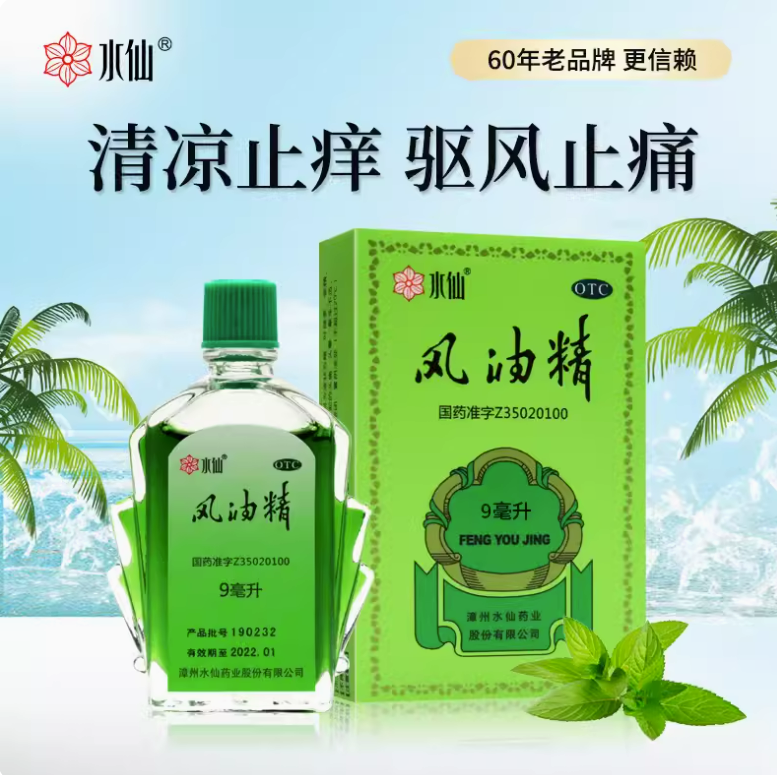 水仙®
60年老品牌 更信赖
清凉止痒 驱风止痛
水仙®
OTC
风油精
国药准字Z35020100
9毫升
FENG YOU JING
漳州水仙药业
股份有限公司
水仙
OTC
风油精
国药准字Z35020100
9毫升
产品批号 190232
有效期至 2022.01
漳州水仙药业股份有限公司